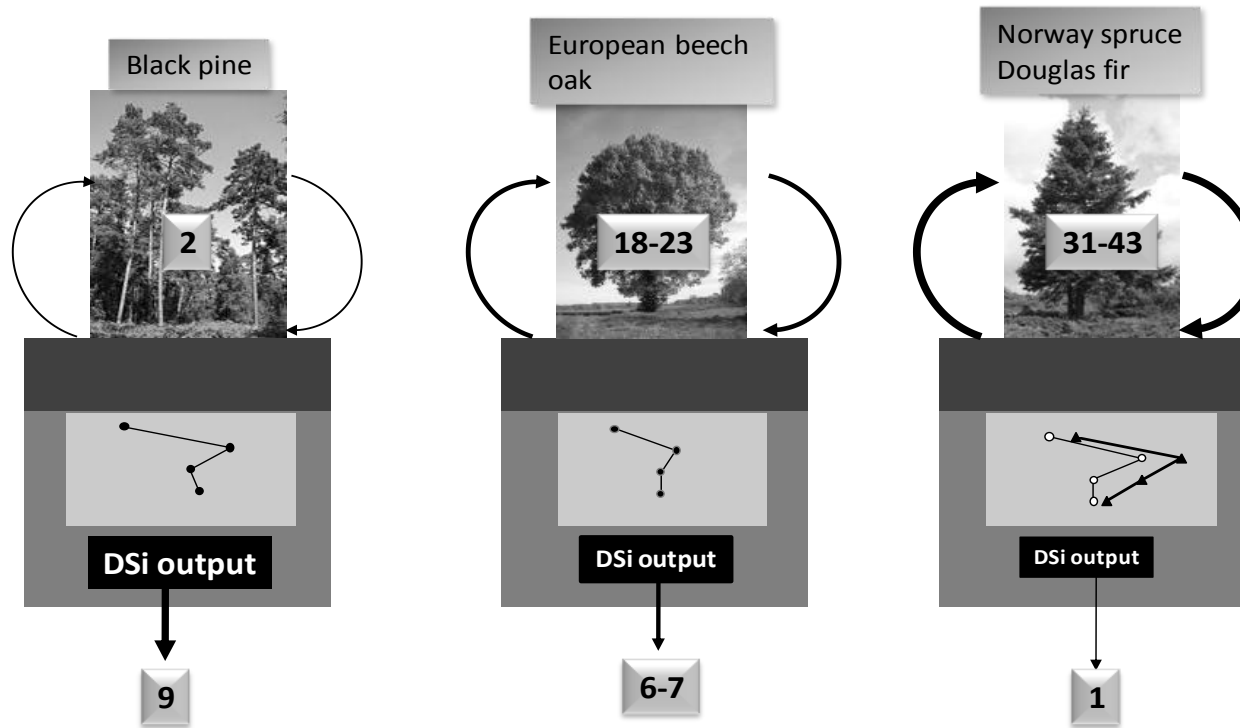 Black pine
2
DSi output
9
European beech
oak
18-23
DSi output
6-7
Norway spruce
Douglas fir
31-43
DSi output
1